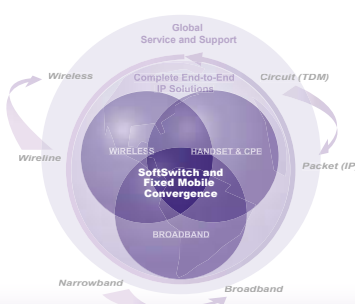 Global
Service and Support
Wireless
Complete End-to-End
IP Solutions
Circuit (TDM)
WIRELESS
HANDSET & CPE
Wireline
Packet (IP
SoftSwitch and
Fixed Mobile
Convergence
BROADBAND
Narrowband
Broadband